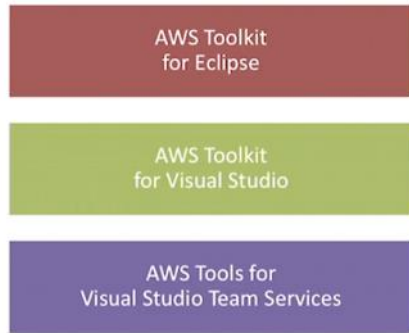 AWS Toolkit
for Eclipse
AWS Toolkit
for Visual Studio
AWS Tools for
Visual Studio Team Services